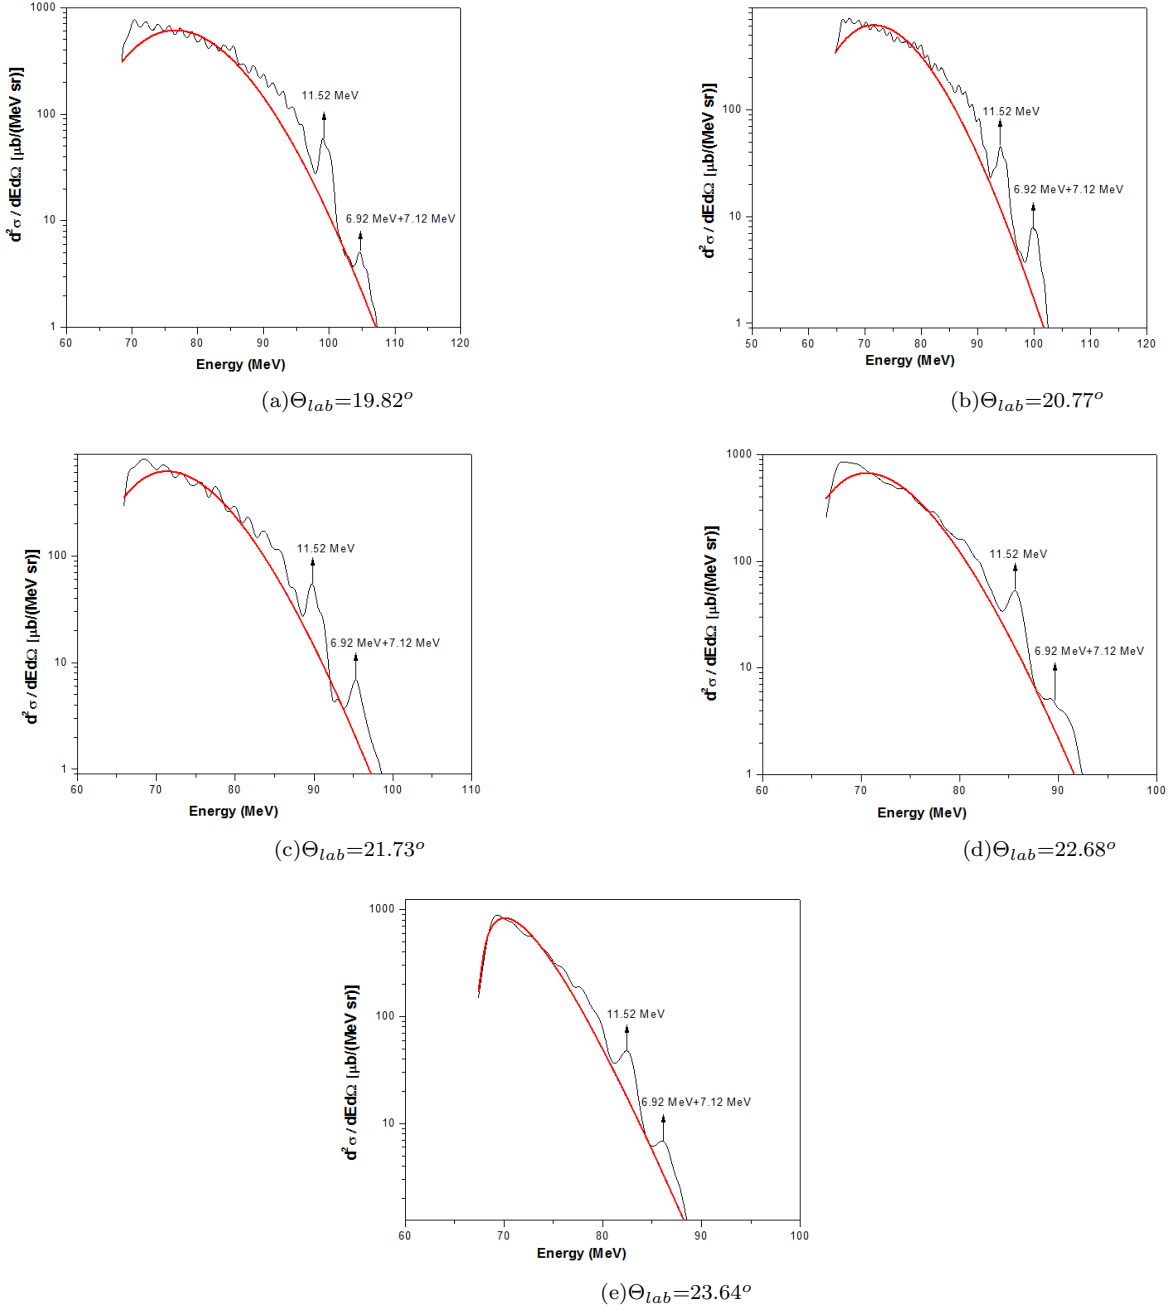 1000
100
10
1
d²σ / dEdΩ [μb/(MeV sr)]
11.52 MeV
6.92 MeV+7.12 MeV
60 70 80 90 100 110 120
Energy (MeV)
(a)Θlab=19.82o
100
10
1
d²σ / dEdΩ [μb/(MeV sr)]
11.52 MeV
6.92 MeV+7.12 MeV
50 60 70 80 90 100 110 120
Energy (MeV)
(b)Θlab=20.77o
100
10
1
d²σ / dEdΩ [μb/(MeV sr)]
11.52 MeV
6.92 MeV+7.12 MeV
60 70 80 90 100 110
Energy (MeV)
(c)Θlab=21.73o
1000
100
10
1
d²σ / dEdΩ [μb/(MeV sr)]
11.52 MeV
6.92 MeV+7.12 MeV
60 70 80 90 100
Energy (MeV)
(d)Θlab=22.68o
1000
100
10
d²σ / dEdΩ [μb/(MeV sr)]
11.52 MeV
6.92 MeV+7.12 MeV
60 70 80 90 100
Energy (MeV)
(e)Θlab=23.64o